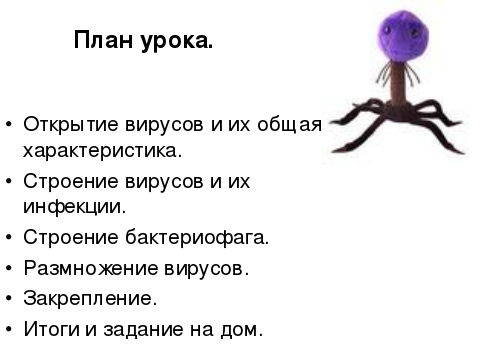 План урока.
• Открытие вирусов и их общая
характеристика.
• Строение вирусов и их
инфекции.
• Строение бактериофага.
• Размножение вирусов.
• Закрепление.
• Итоги и задание на дом.